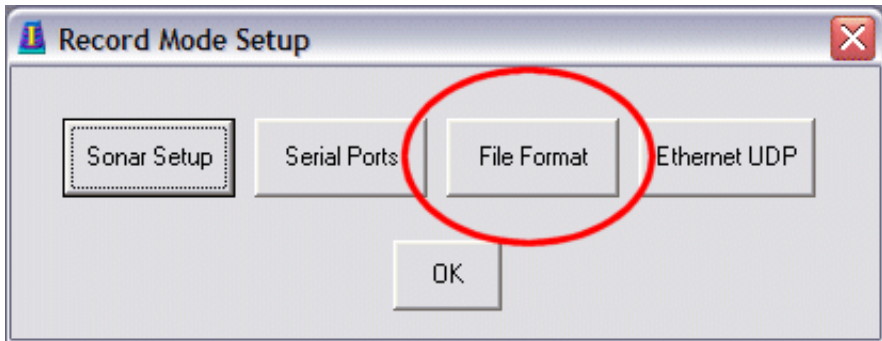 Record Mode Setup
Sonar Setup Serial Ports File Format Ethernet UDP
OK